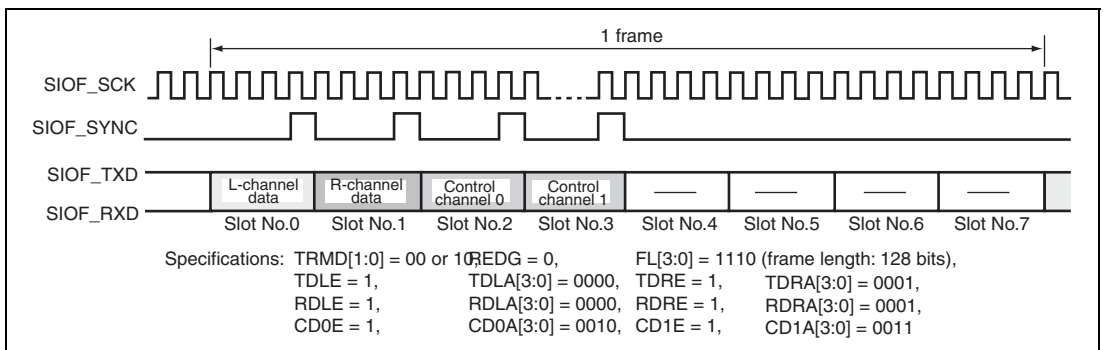 1 frame
SIOF_SCK
SIOF_SYNC
SIOF_TXD
SIOF_RXD
L-channel data
R-channel data
Control channel 0
Control channel 1
Slot No.0 Slot No.1 Slot No.2 Slot No.3 Slot No.4 Slot No.5 Slot No.6 Slot No.7
Specifications: TRMD[1:0] = 00 or 10, REDG = 0, FL[3:0] = 1110 (frame length: 128 bits),
TDLE = 1, TDLA[3:0] = 0000, TDRE = 1, TDRA[3:0] = 0001,
RDLE = 1, RDLA[3:0] = 0000, RDRE = 1, RDRA[3:0] = 0001,
CD0E = 1, CD0A[3:0] = 0010, CD1E = 1, CD1A[3:0] = 0011